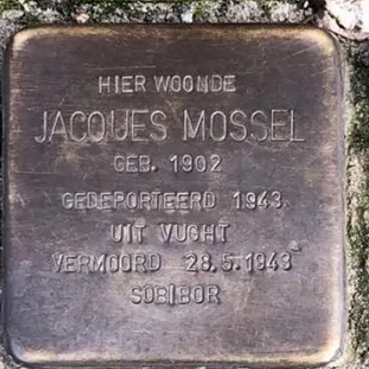 HIER WOONDE
JACQUES MOSSEL
GEB. 1902
GEDEPORTEERD 1943
UIT VUGHT
VERMOORD 28.5.1943
SOBIBOR